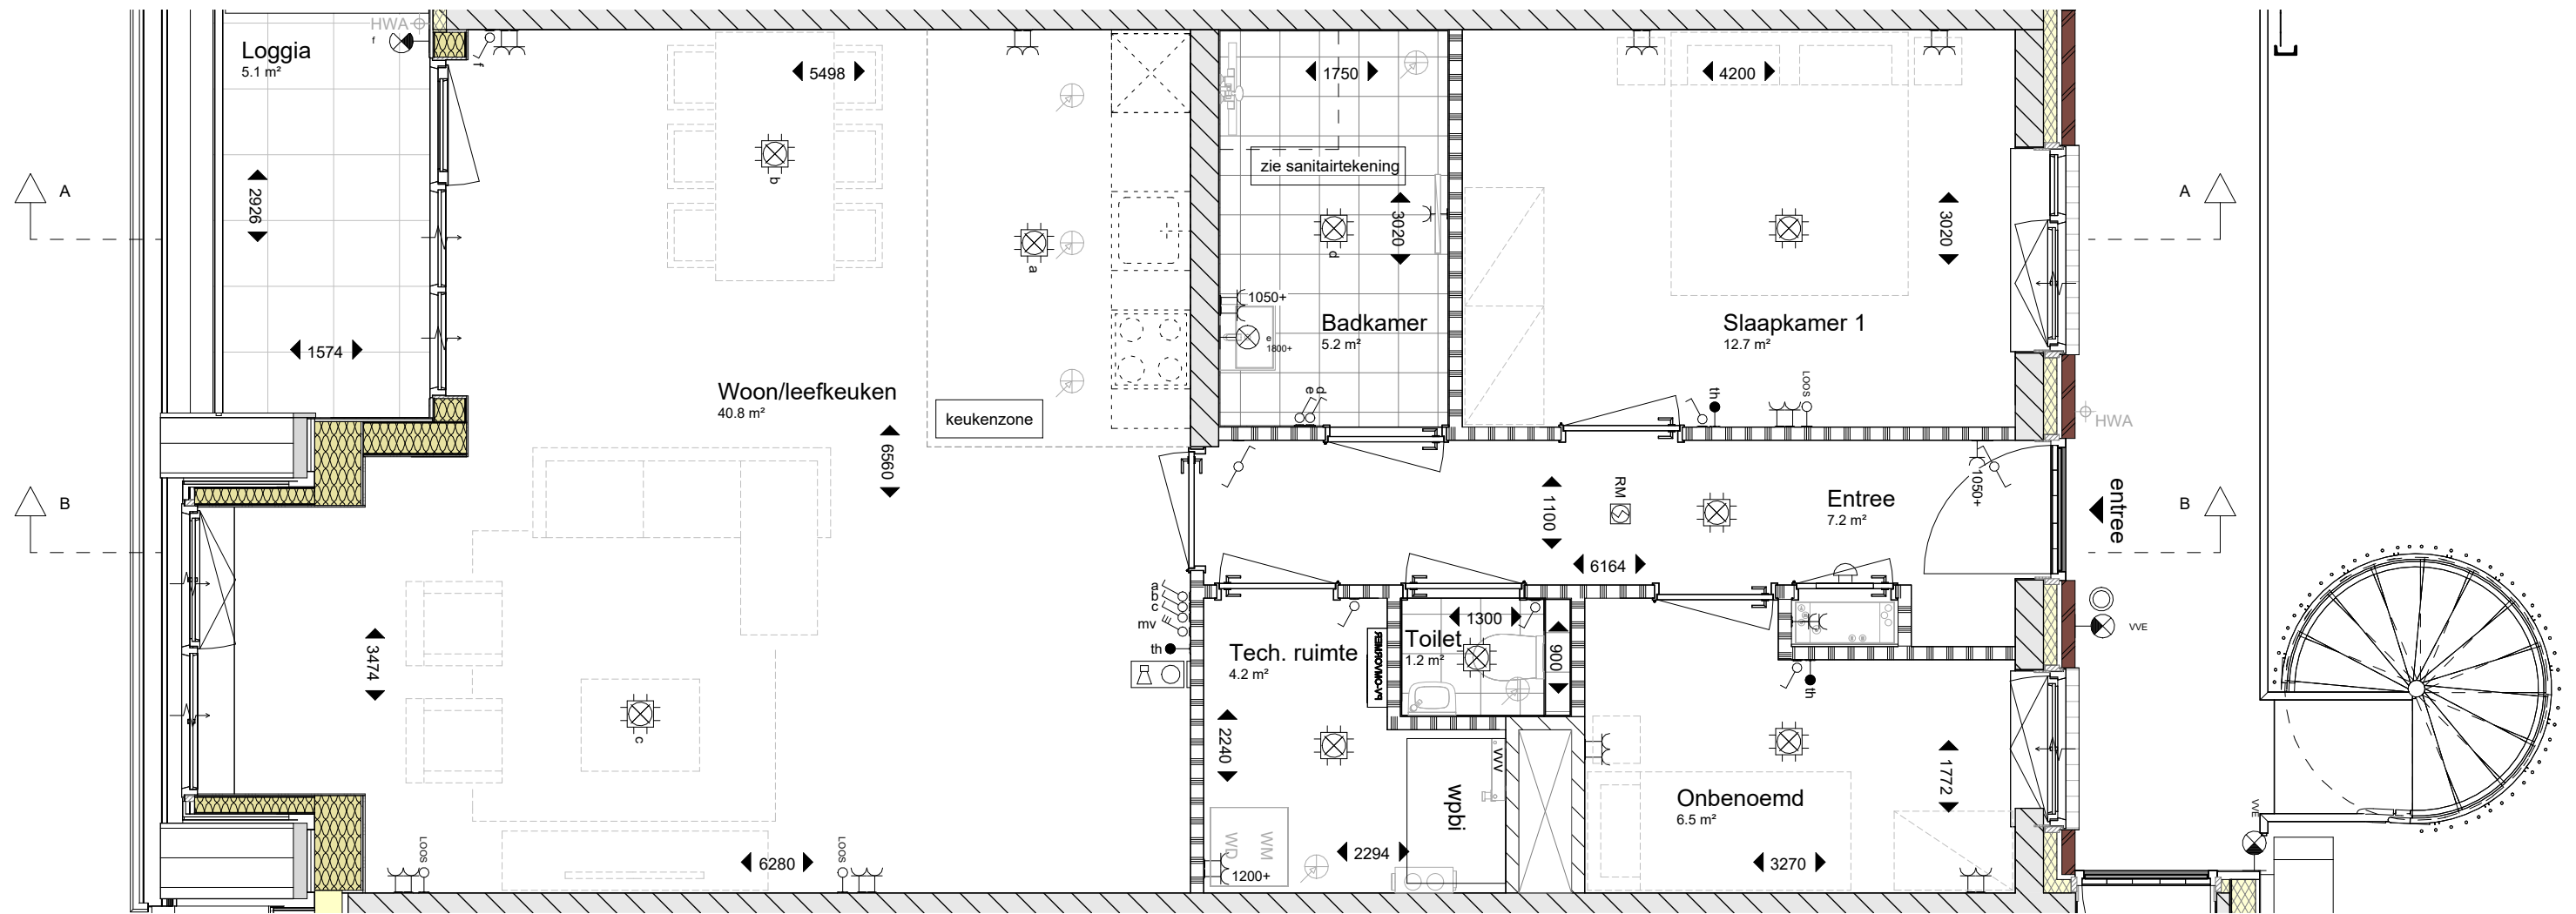 HWA
f
Loggia
5.1 m²
f
5498
1750
4200
b
zie sanitairtekening
A
A
2926
a
3020
d
3020
1050+
e
1800+
Badkamer
5.2 m²
Slaapkamer 1
12.7 m²
1574
Woon/leefkeuken
40.8 m²
keukenzone
e
d
th
LOOS
HWA
6560
B
B
1100
RM
Entree
7.2 m²
1050+
entree
6164
a
b
c
mv
th
1300
Toilet
1.2 m²
900
Tech. ruimte
4.2 m²
VVE
th
3474
c
2240
VVV
wpbi
1772
Onbenoemd
6.5 m²
VVE
LOOS
LOOS
6280
WD
WM
1200+
2294
3270